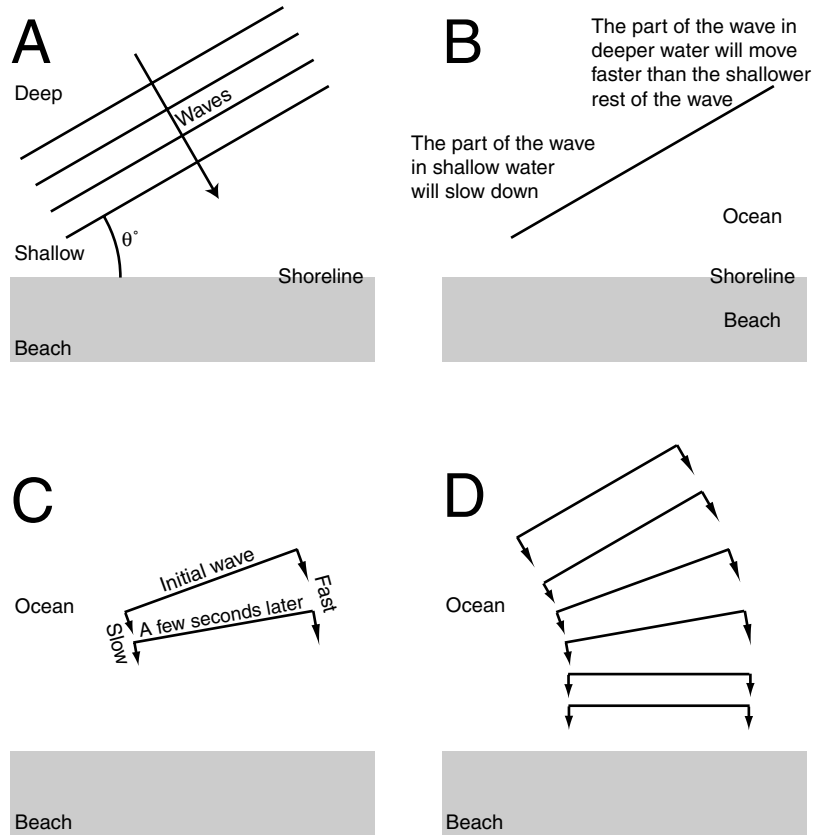 A
Deep
Waves
θ°
Shallow
Shoreline
Beach
B
The part of the wave in
deeper water will move
faster than the shallower
rest of the wave
The part of the wave
in shallow water
will slow down
Ocean
Shoreline
Beach
C
Initial wave
Fast
Ocean
A few seconds later
Slow
Beach
D
Ocean
Beach